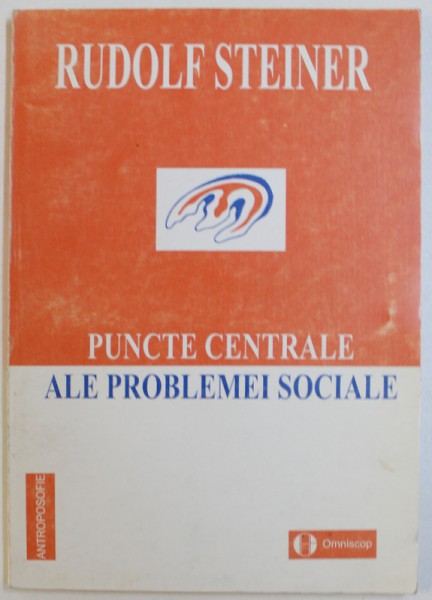 RUDOLF STEINER
PUNCTE CENTRALE
ALE PROBLEMEI SOCIALE
ANTROPOSOFIE
Omniscop